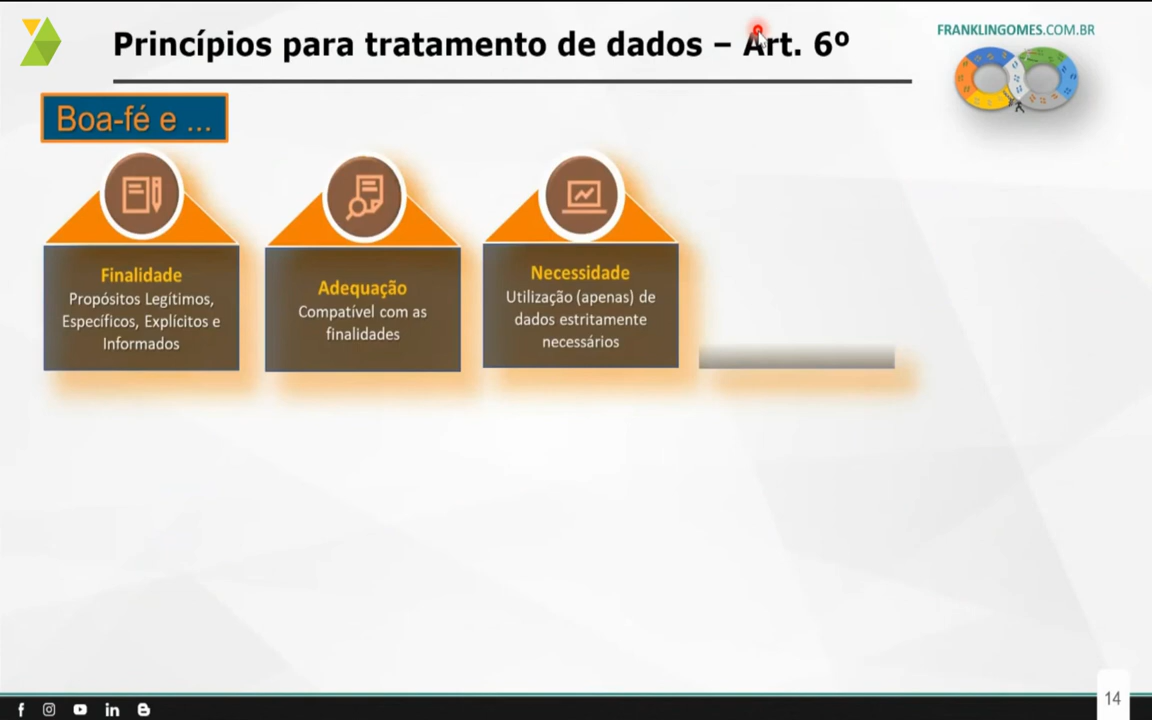 Princípios para tratamento de dados – Art. 6º
FRANKLINGOMES.COM.BR
Boa-fé e ...
Finalidade
Propósitos Legítimos,
Específicos, Explícitos e
Informados
Adequação
Compatível com as
finalidades
Necessidade
Utilização (apenas) de
dados estritamente
necessários
14